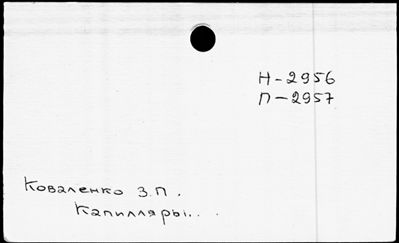 Н-2956
П-2957
Коваленко З.П.
Капилляры...